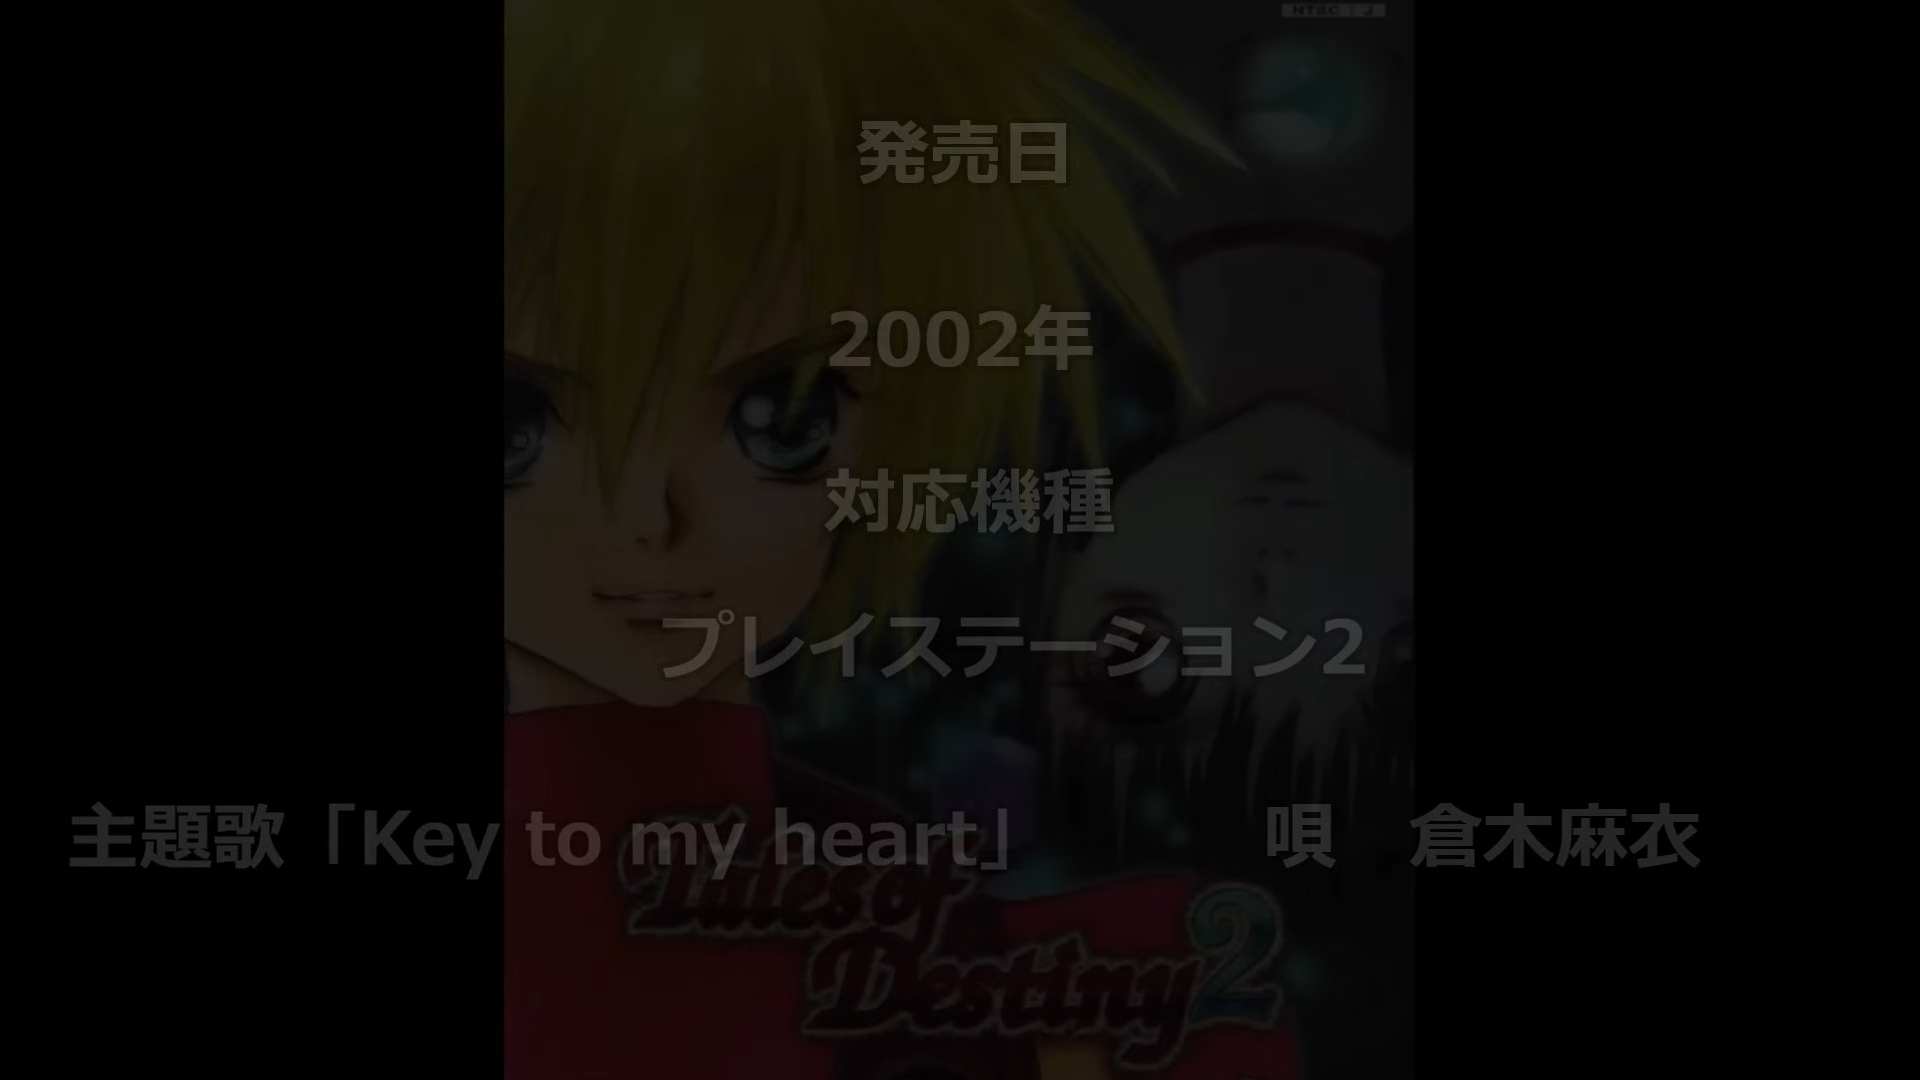 NTSC J
発売日
2002年
対応機種
プレイステーション2
主題歌「Key to my heart」　唄　倉木麻衣
Tales of
Destiny 2